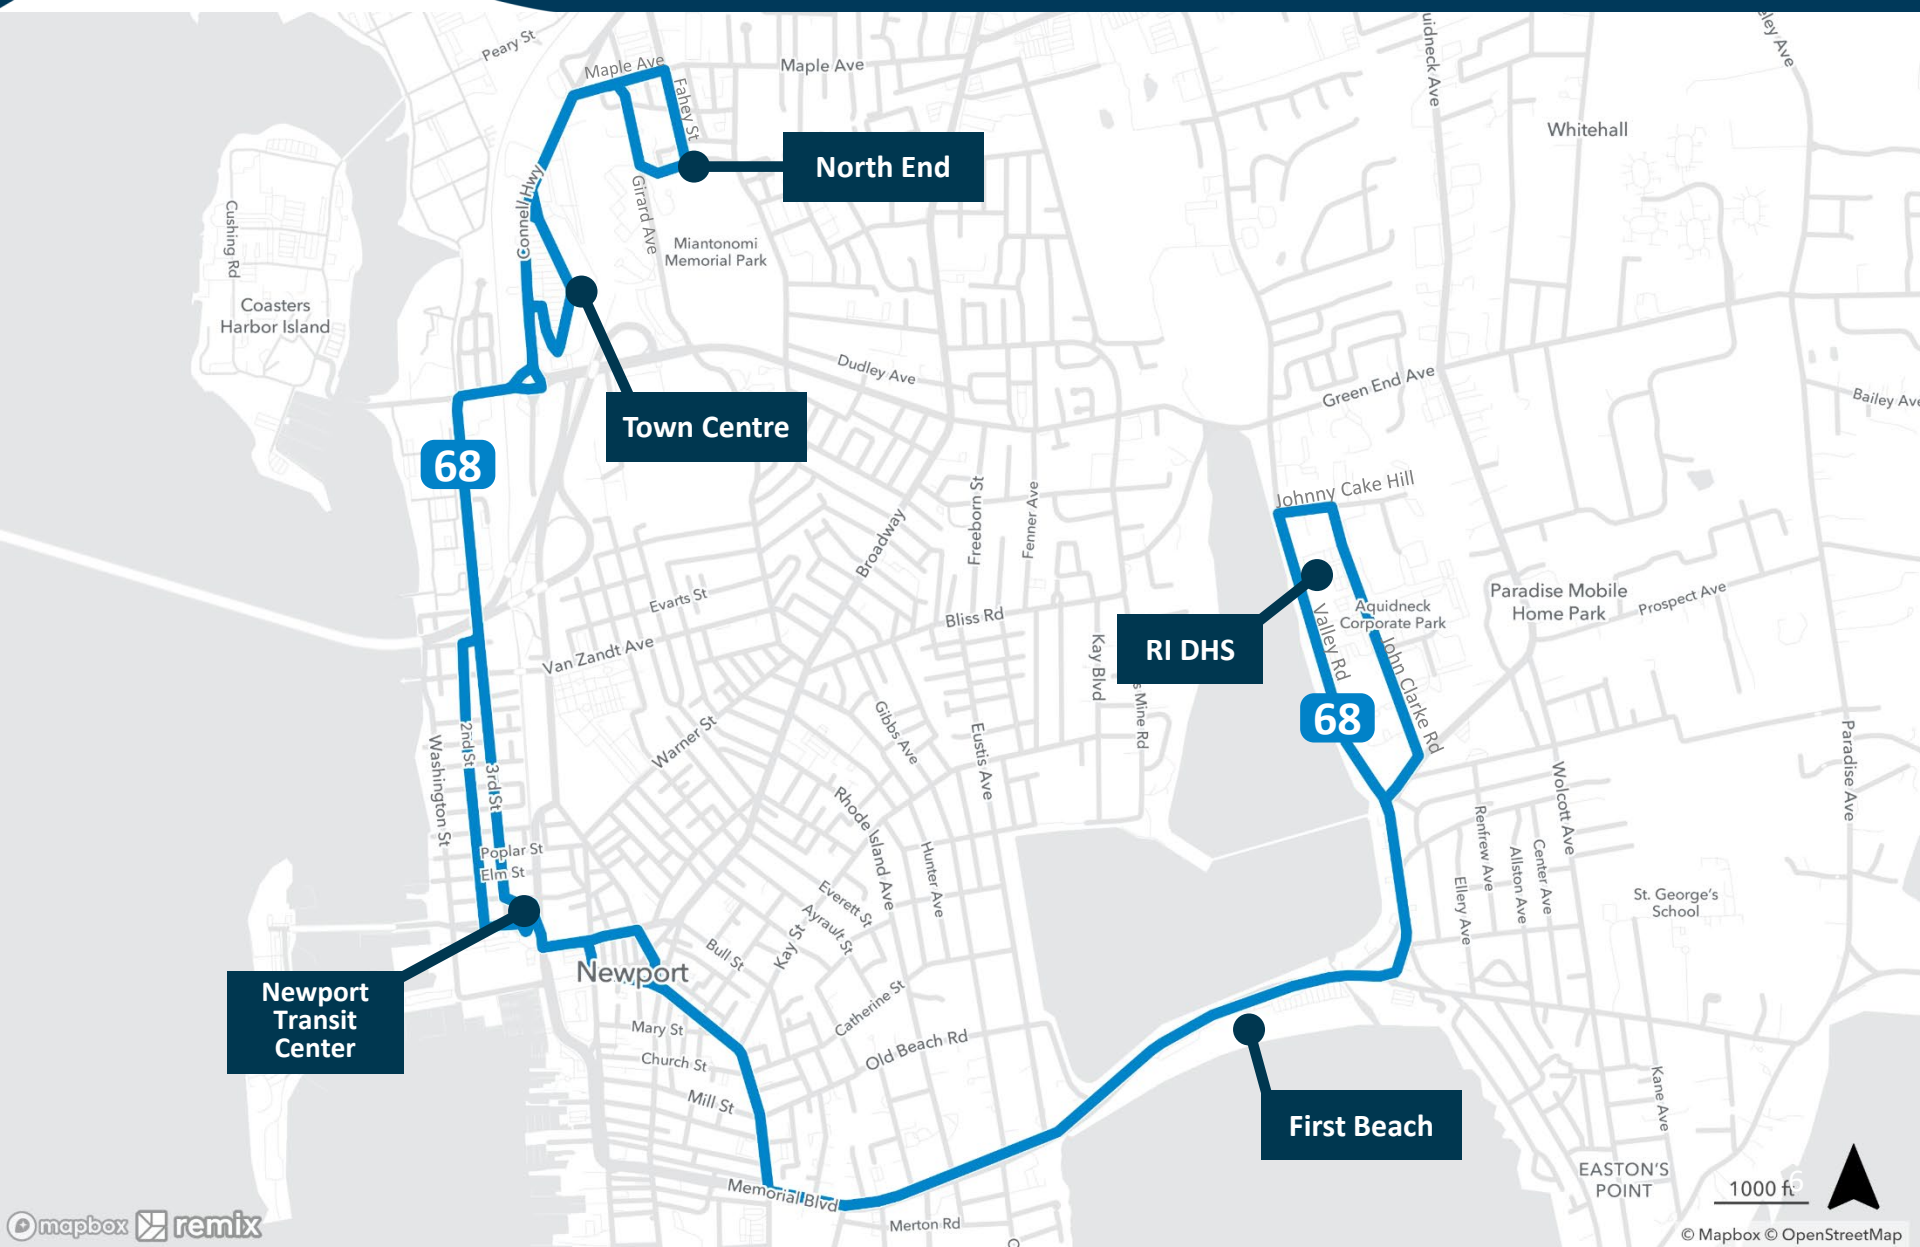 Peary St
Maple Ave
Maple Ave
Fahey St
North End
Whitehall
Connell Hwy
Girard Ave
Miantonomi
Memorial Park
Cushing Rd
Coasters
Harbor Island
Dudley Ave
Green End Ave
Bailey Ave
Town Centre
68
Johnny Cake Hill
Broadway
Freeborn St
Fenner Ave
Evarts St
Bliss Rd
Van Zandt Ave
Kay Blvd
RI DHS
Valley Rd
Aquidneck
Corporate Park
John Clarke Rd
Paradise Mobile
Home Park
Prospect Ave
68
s Mine Rd
2nd St
3rd St
Washington St
Warner St
Gibbs Ave
Eustis Ave
Wolcott Ave
Paradise Ave
Poplar St
Elm St
Rhode Island Ave
Hunter Ave
Everett St
Ayrault St
Kay St
Bull St
Renfrew Ave
Allston Ave
Center Ave
Ellery Ave
St. George's
School
Newport
Newport
Transit
Center
Catherine St
Old Beach Rd
Mary St
Church St
Mill St
First Beach
Kane Ave
Memorial Blvd
Merton Rd
EASTON'S
POINT
1000 ft
6
mapbox remix
© Mapbox © OpenStreetMap